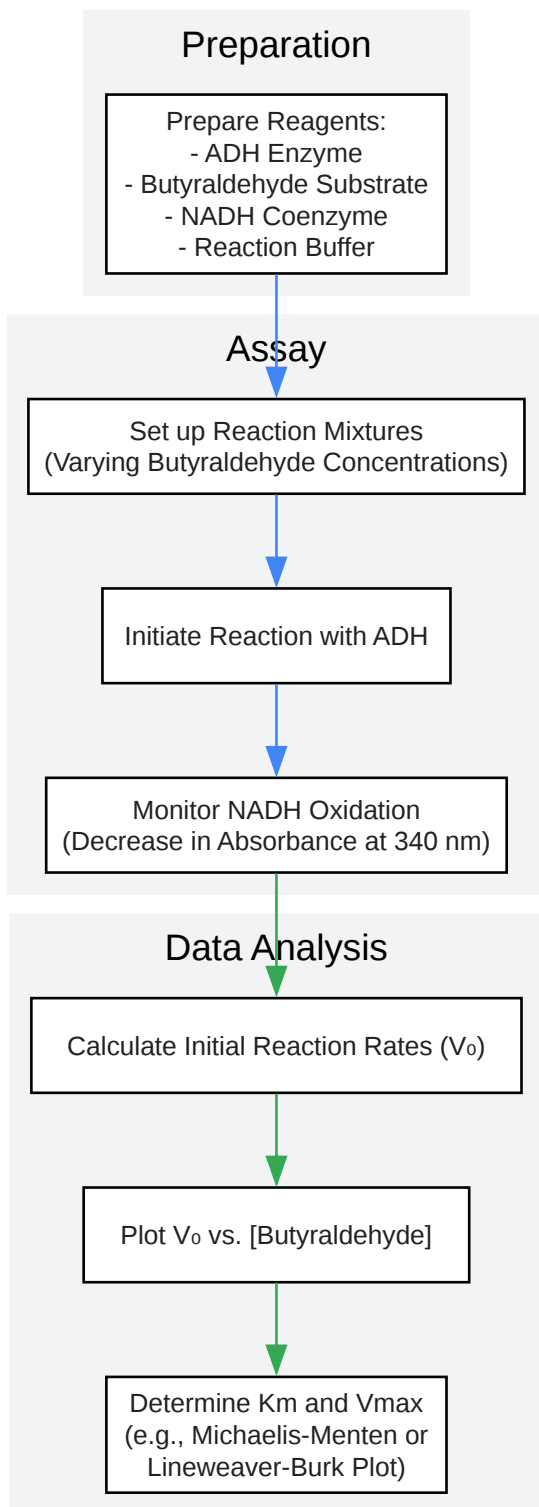 Preparation
Prepare Reagents:
- ADH Enzyme
- Butyraldehyde Substrate
- NADH Coenzyme
- Reaction Buffer
Assay
Set up Reaction Mixtures
(Varying Butyraldehyde Concentrations)
Initiate Reaction with ADH
Monitor NADH Oxidation
(Decrease in Absorbance at 340 nm)
Data Analysis
Calculate Initial Reaction Rates (V₀)
Plot V₀ vs. [Butyraldehyde]
Determine Km and Vmax
(e.g., Michaelis-Menten or
Lineweaver-Burk Plot)